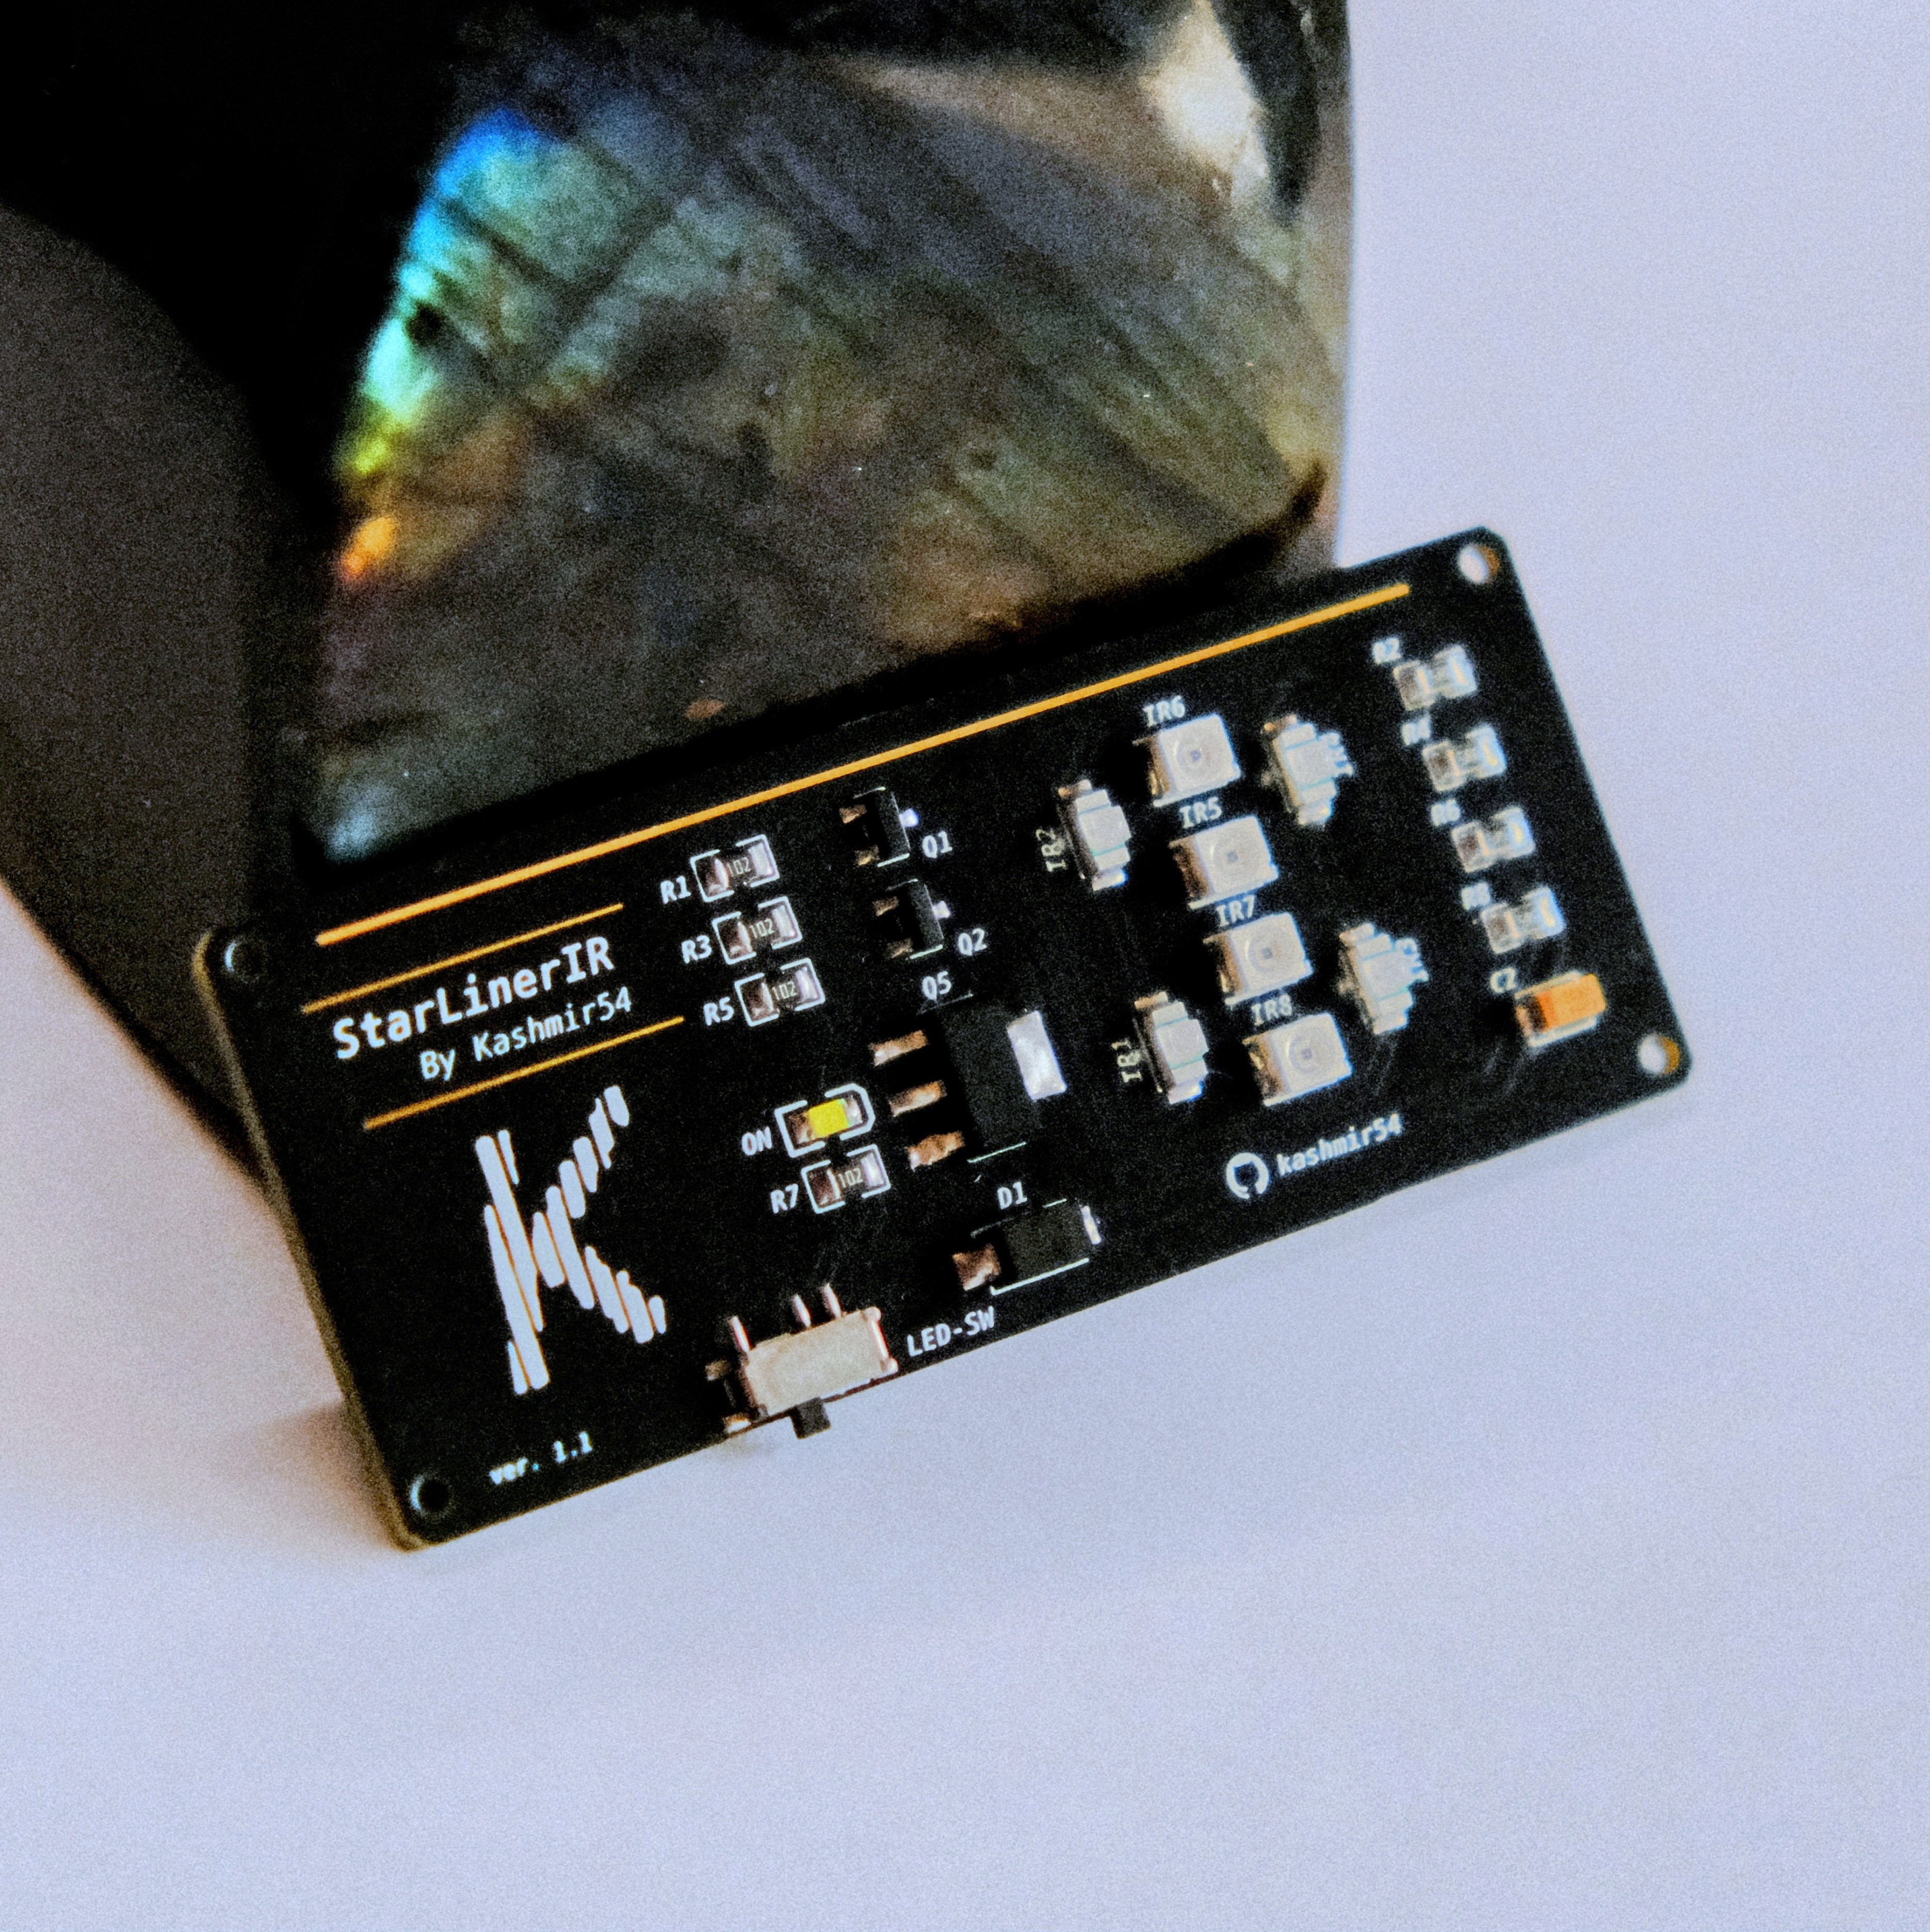 StarLinerIR
By Kashmir54
ver. 1.1
R1
102
R3
102
R5
102
Q1
Q2
Q5
ON
R7
102
D1
LED-SW
IR6
IR2
IR5
IR7
IR8
IR1
R2
R6
R8
C2
kashmir54